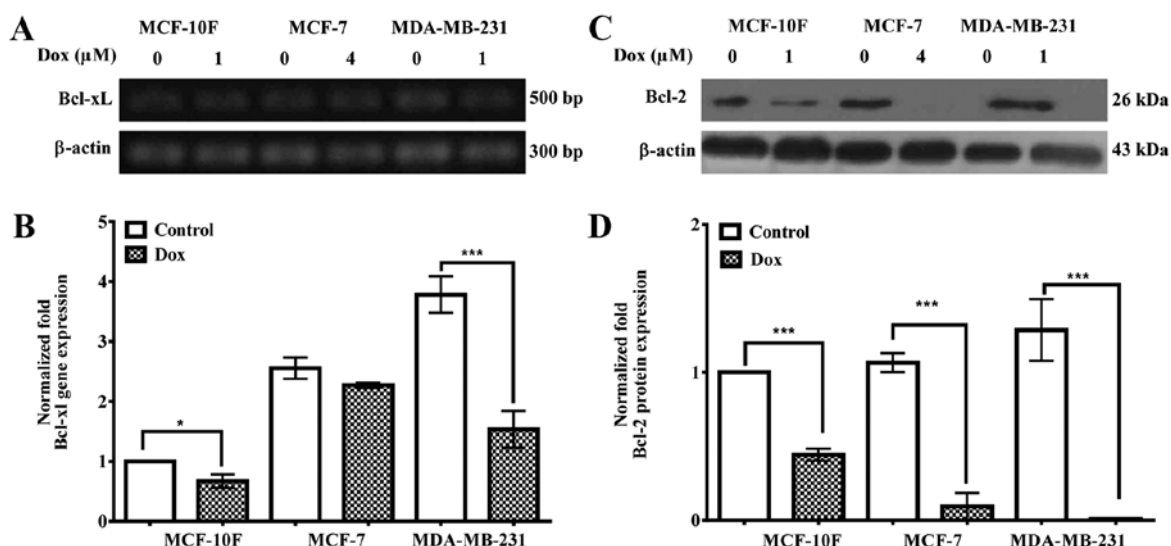 A
MCF-10F MCF-7 MDA-MB-231
Dox (µM) 0 1 0 4 0 1
Bcl-xL 500 bp
β-actin 300 bp
B
Control
Dox
Normalized fold
Bcl-xl gene expression
5
4
3
2
1
0
*
***
MCF-10F MCF-7 MDA-MB-231
C
MCF-10F MCF-7 MDA-MB-231
Dox (µM) 0 1 0 4 0 1
Bcl-2 26 kDa
β-actin 43 kDa
D
Control
Dox
Normalized fold
Bcl-2 protein expression
2
1
0
***
***
***
MCF-10F MCF-7 MDA-MB-231